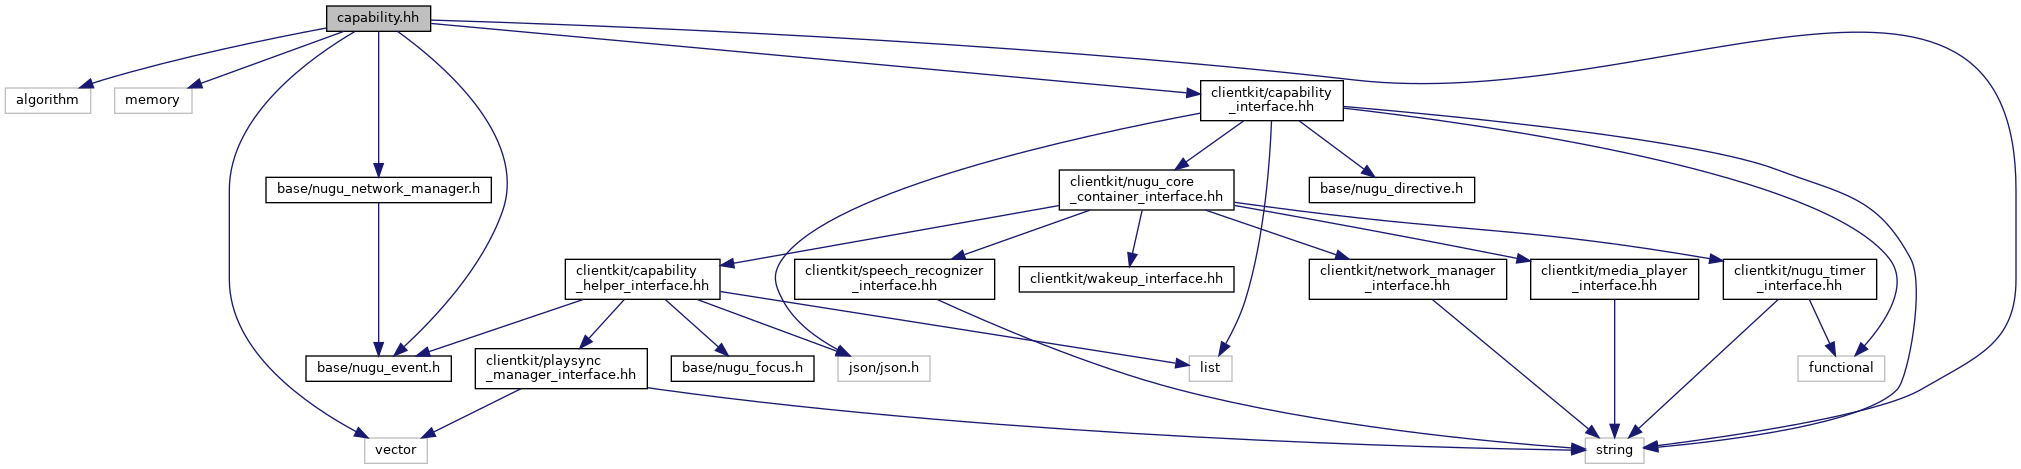 capability.hh
algorithm
memory
clientkit/capability
_interface.hh
base/nugu_network_manager.h
clientkit/nugu_core
_container_interface.hh
base/nugu_directive.h
clientkit/capability
_helper_interface.hh
clientkit/speech_recognizer
_interface.hh
clientkit/wakeup_interface.hh
clientkit/network_manager
_interface.hh
clientkit/media_player
_interface.hh
clientkit/nugu_timer
_interface.hh
base/nugu_event.h
clientkit/playsync
_manager_interface.hh
base/nugu_focus.h
json/json.h
list
functional
vector
string